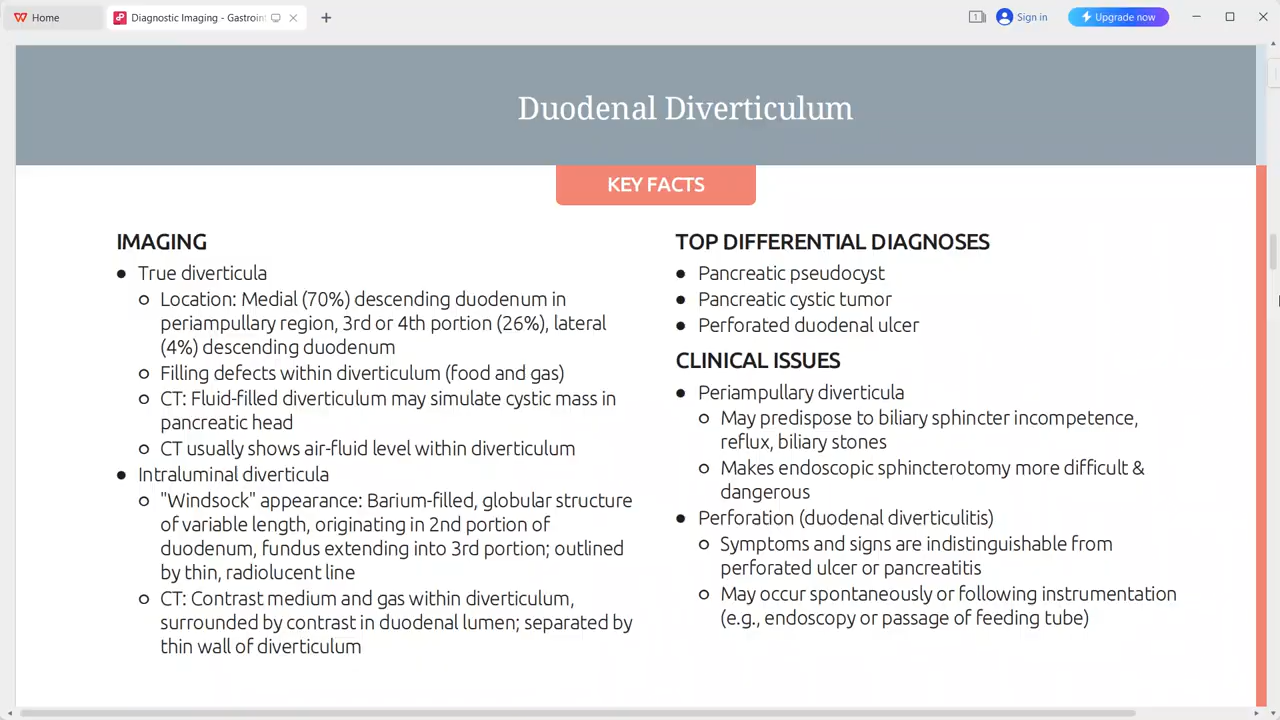 Home
Diagnostic Imaging - Gastroint
1
Sign in
Upgrade now
Duodenal Diverticulum
KEY FACTS
IMAGING
● True diverticula
○ Location: Medial (70%) descending duodenum in
periampullary region, 3rd or 4th portion (26%), lateral
(4%) descending duodenum
○ Filling defects within diverticulum (food and gas)
○ CT: Fluid-filled diverticulum may simulate cystic mass in
pancreatic head
○ CT usually shows air-fluid level within diverticulum
● Intraluminal diverticula
○ "Windsock" appearance: Barium-filled, globular structure
of variable length, originating in 2nd portion of
duodenum, fundus extending into 3rd portion; outlined
by thin, radiolucent line
○ CT: Contrast medium and gas within diverticulum,
surrounded by contrast in duodenal lumen; separated by
thin wall of diverticulum
TOP DIFFERENTIAL DIAGNOSES
● Pancreatic pseudocyst
● Pancreatic cystic tumor
● Perforated duodenal ulcer
CLINICAL ISSUES
● Periampullary diverticula
○ May predispose to biliary sphincter incompetence,
reflux, biliary stones
○ Makes endoscopic sphincterotomy more difficult &
dangerous
● Perforation (duodenal diverticulitis)
○ Symptoms and signs are indistinguishable from
perforated ulcer or pancreatitis
○ May occur spontaneously or following instrumentation
(e.g., endoscopy or passage of feeding tube)